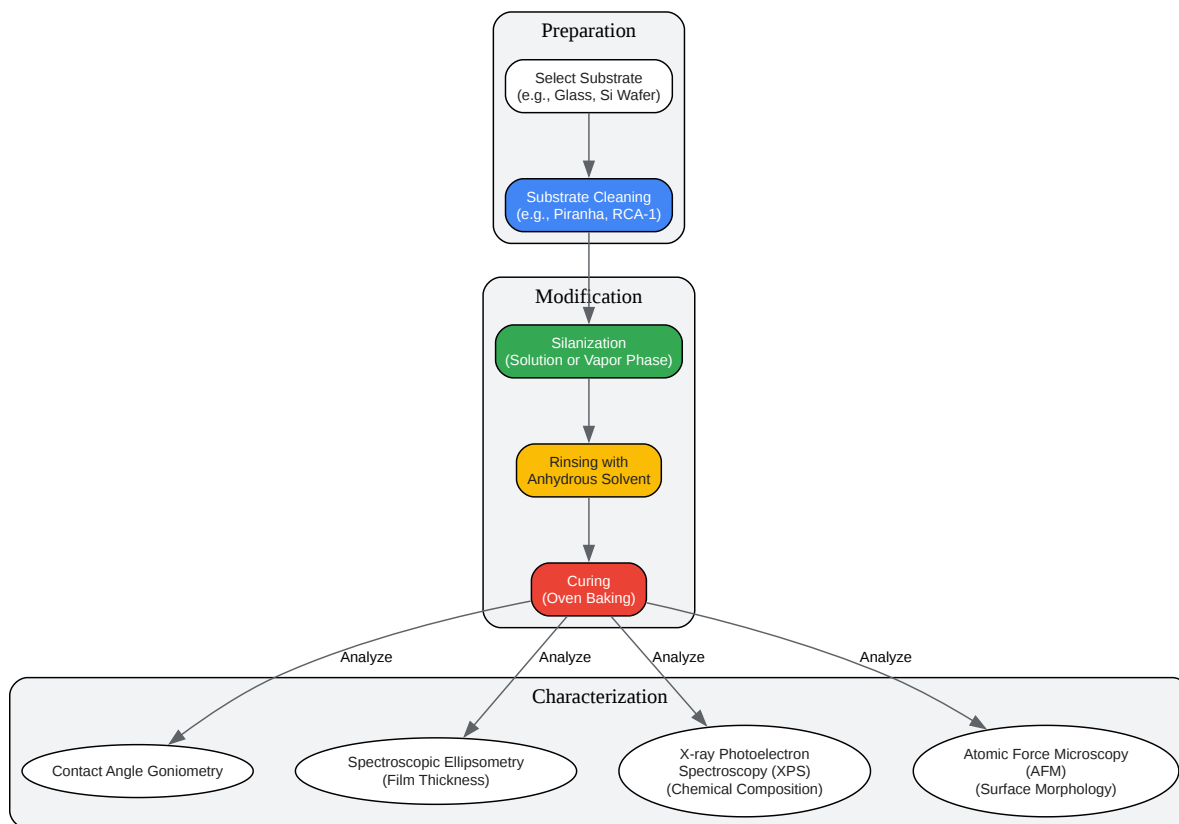 Preparation
Select Substrate
(e.g., Glass, Si Wafer)
Substrate Cleaning
(e.g., Piranha, RCA-1)
Modification
Silanization
(Solution or Vapor Phase)
Rinsing with
Anhydrous Solvent
Curing
(Oven Baking)
Analyze
Analyze
Analyze
Analyze
Characterization
Contact Angle Goniometry
Spectroscopic Ellipsometry
(Film Thickness)
X-ray Photoelectron
Spectroscopy (XPS)
(Chemical Composition)
Atomic Force Microscopy
(AFM)
(Surface Morphology)